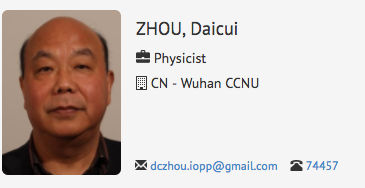 ZHOU, Daicui
Physicist
CN - Wuhan CCNU
dczhou.iopp@gmail.com 74457